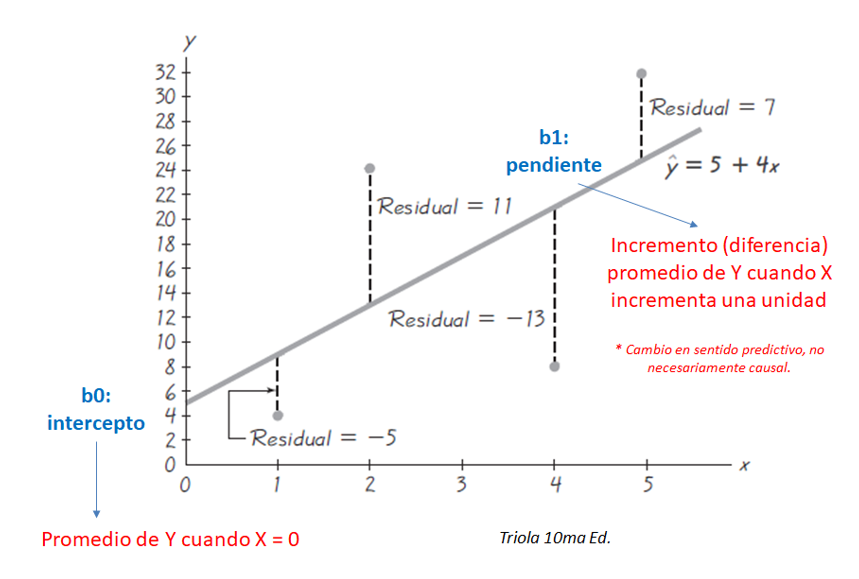 y
32
30
28
26
24
22
20
18
16
14
12
10
8
6
4
2
0
0 1 2 3 4 5
x
Residual = 7
b1:
pendiente
ŷ = 5 + 4x
Residual = 11
Incremento (diferencia)
promedio de Y cuando X
incrementa una unidad
Residual = −13
* Cambio en sentido predictivo, no
necesariamente causal.
b0:
intercepto
Residual = −5
Promedio de Y cuando X = 0
Triola 10ma Ed.